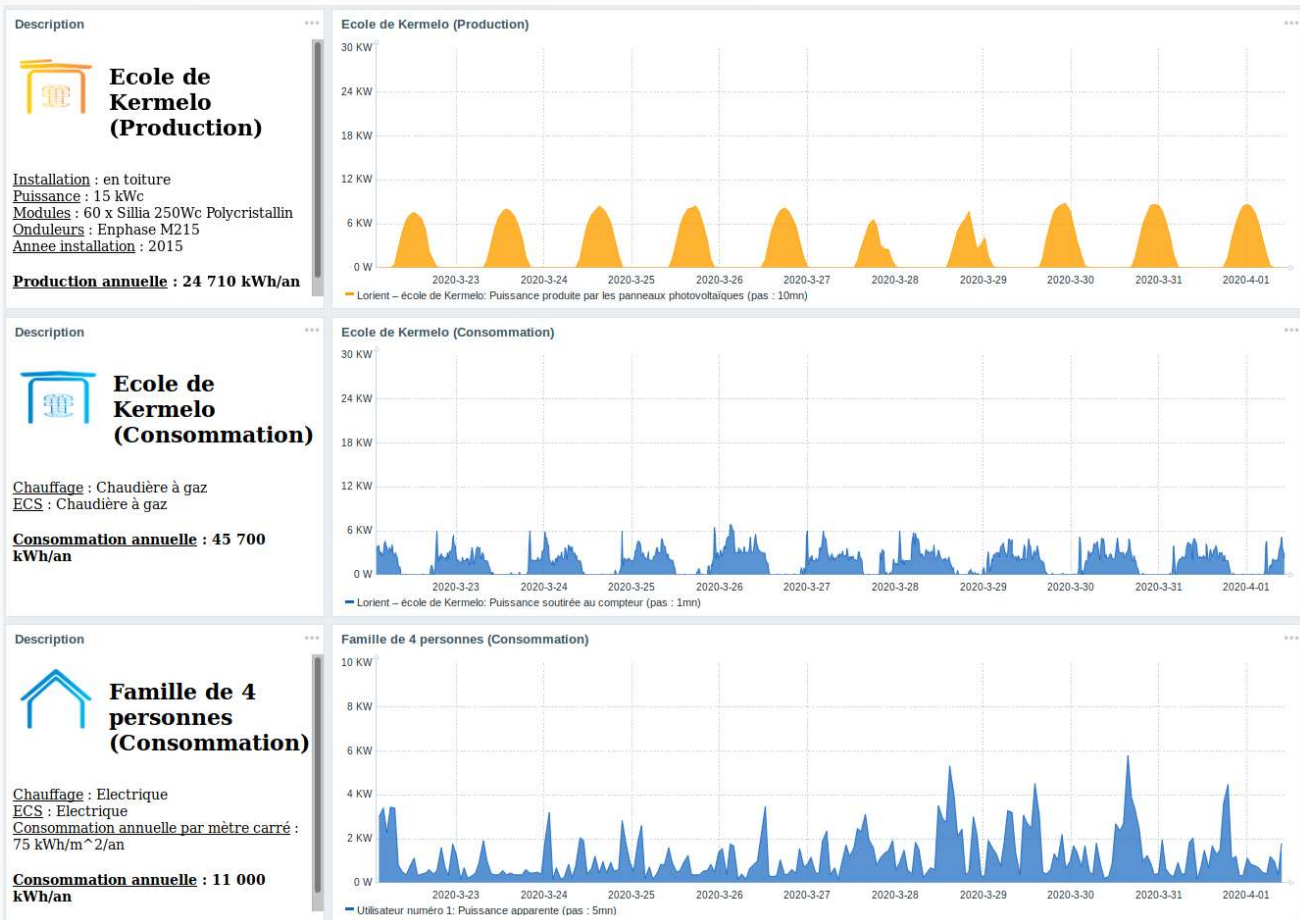 Description
Ecole de
Kermelo
(Production)
Installation : en toiture
Puissance : 15 kWc
Modules : 60 x Sillia 250Wc Polycristallin
Onduleurs : Enphase M215
Annee installation : 2015
Production annuelle : 24 710 kWh/an
Ecole de Kermelo (Production)
30 KW
24 KW
18 KW
12 KW
6 KW
0 W
2020-3-23 2020-3-24 2020-3-25 2020-3-26 2020-3-27 2020-3-28 2020-3-29 2020-3-30 2020-3-31 2020-4-01
Lorient – école de Kermelo: Puissance produite par les panneaux photovoltaïques (pas : 10mn)
Description
Ecole de
Kermelo
(Consommation)
Chauffage : Chaudière à gaz
ECS : Chaudière à gaz
Consommation annuelle : 45 700
kWh/an
Ecole de Kermelo (Consommation)
30 KW
24 KW
18 KW
12 KW
6 KW
0 W
2020-3-23 2020-3-24 2020-3-25 2020-3-26 2020-3-27 2020-3-28 2020-3-29 2020-3-30 2020-3-31 2020-4-01
Lorient – école de Kermelo: Puissance soutirée au compteur (pas : 1mn)
Description
Famille de 4
personnes
(Consommation)
Chauffage : Electrique
ECS : Electrique
Consommation annuelle par mètre carré :
75 kWh/m^2/an
Consommation annuelle : 11 000
kWh/an
Famille de 4 personnes (Consommation)
10 KW
8 KW
6 KW
4 KW
2 KW
0 W
2020-3-23 2020-3-24 2020-3-25 2020-3-26 2020-3-27 2020-3-28 2020-3-29 2020-3-30 2020-3-31 2020-4-01
Utilisateur numéro 1: Puissance apparente (pas : 5mn)